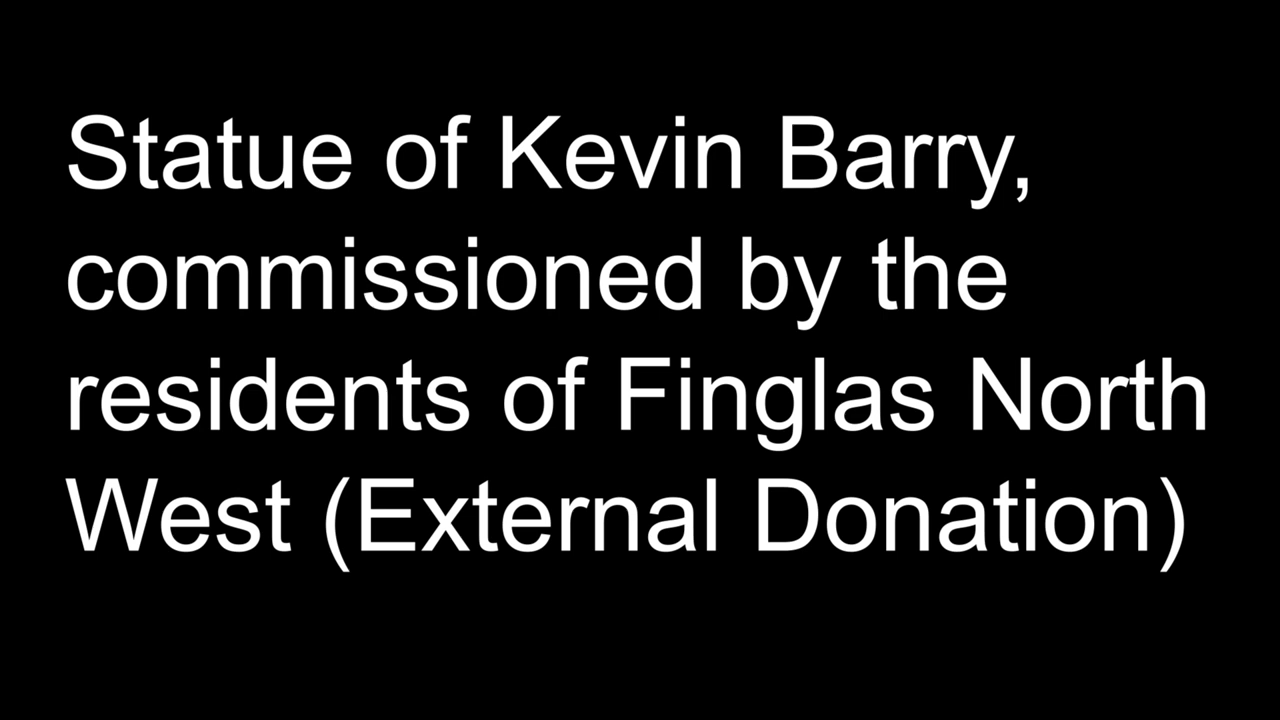 Statue of Kevin Barry,
commissioned by the
residents of Finglas North
West (External Donation)